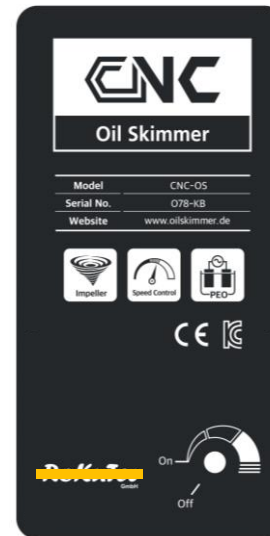 CNC
Oil Skimmer
Model CNC-OS
Serial No. O78-KB
Website www.oilskimmer.de
Impeller Speed Control PEO
CE
On
GmbH
Off